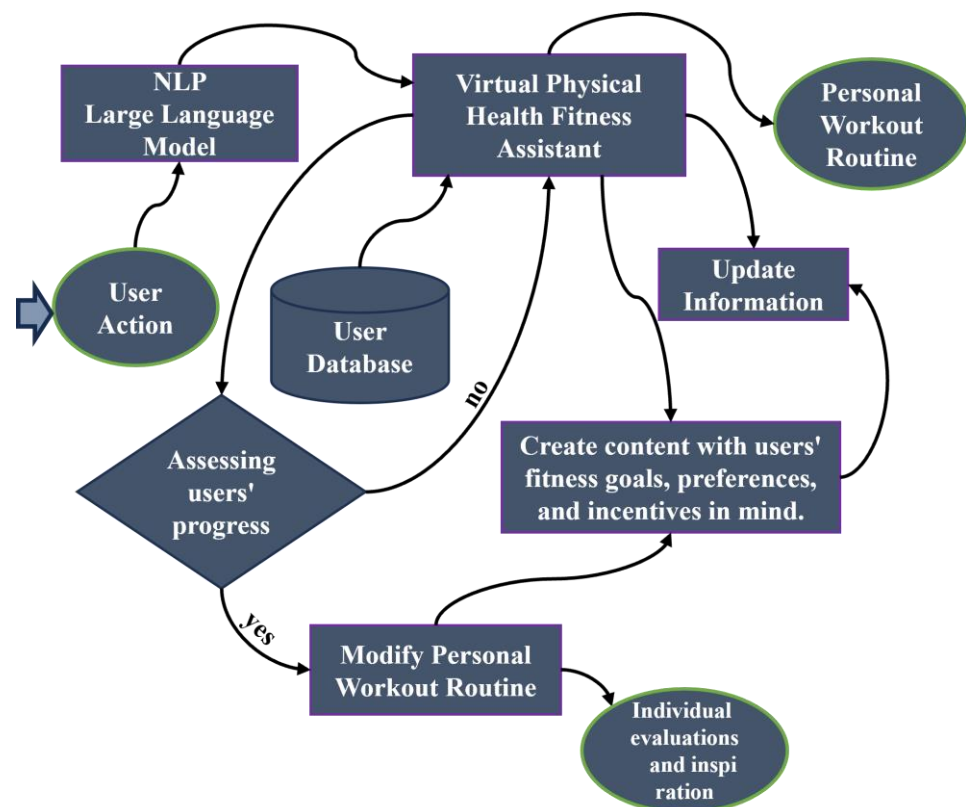 NLP
Large Language
Model
Virtual Physical
Health Fitness
Assistant
Personal
Workout
Routine
User
Action
User
Database
Update
Information
no
Assessing
users'
progress
Create content with users'
fitness goals, preferences,
and incentives in mind.
yes
Modify Personal
Workout Routine
Individual
evaluations
and inspi
ration